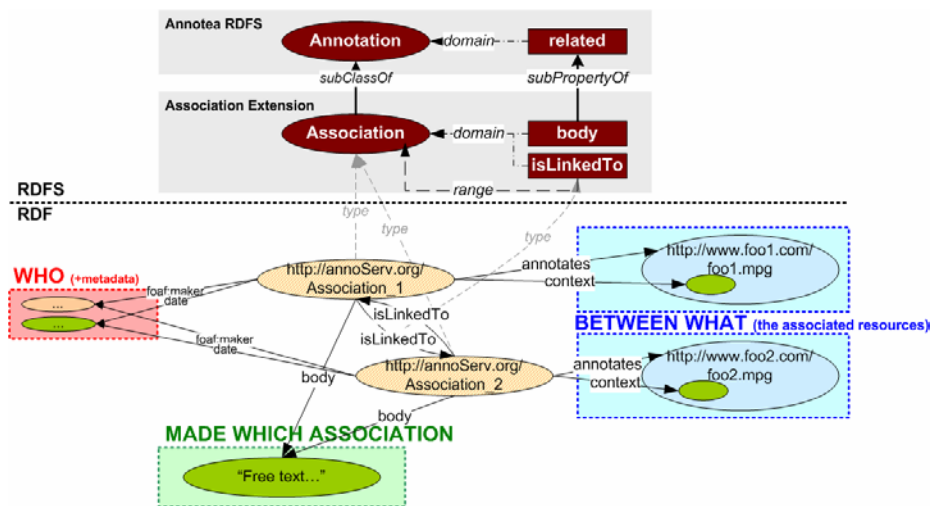 Annotea RDFS
Annotation
domain
related
subClassOf
subPropertyOf
Association Extension
Association
domain
body
isLinkedTo
range
RDFS
RDF
type
type
type
WHO (+metadata)
...
...
foaf:maker
date
foaf:maker
date
http://annoServ.org/
Association_1
annotates
context
http://www.foo1.com/
foo1.mpg
isLinkedTo
isLinkedTo
BETWEEN WHAT (the associated resources)
http://annoServ.org/
Association_2
annotates
context
http://www.foo2.com/
foo2.mpg
body
body
MADE WHICH ASSOCIATION
“Free text...”